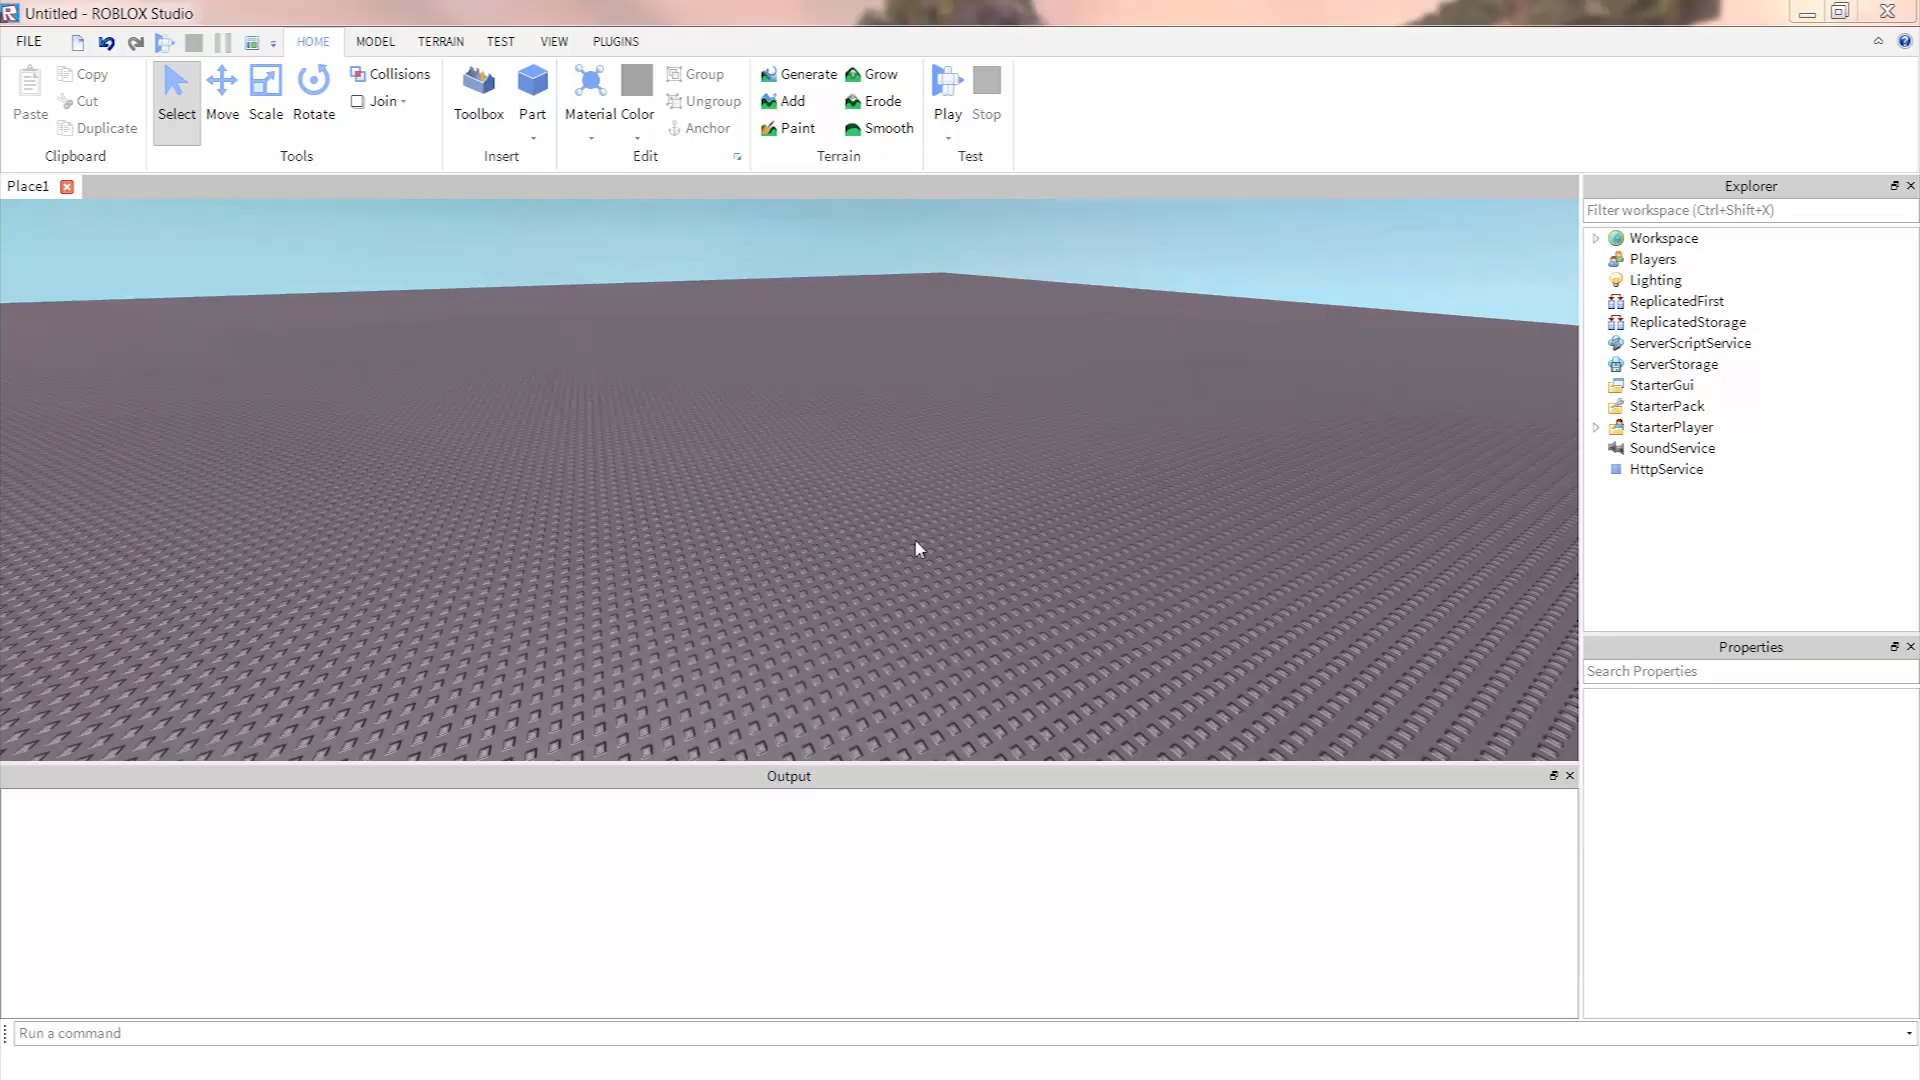 Untitled - ROBLOX Studio
FILE HOME MODEL TERRAIN TEST VIEW PLUGINS
Paste Copy Cut Duplicate
Clipboard
Select Move Scale Rotate Collisions Join
Tools
Toolbox Part
Insert
Material Color Group Ungroup Anchor
Edit
Generate Grow
Add Erode
Paint Smooth
Terrain
Play Stop
Test
Place1
Explorer
Filter workspace (Ctrl+Shift+X)
Workspace
Players
Lighting
ReplicatedFirst
ReplicatedStorage
ServerScriptService
ServerStorage
StarterGui
StarterPack
StarterPlayer
SoundService
HttpService
Properties
Search Properties
Output
Run a command